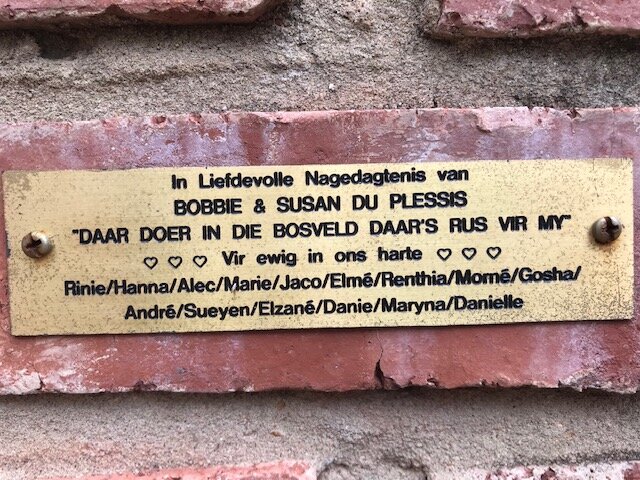 In Liefdevolle Nagedagtenis van
BOBBIE & SUSAN DU PLESSIS
"DAAR DOER IN DIE BOSVELD DAAR'S RUS VIR MY"
♡ ♡ ♡ Vir ewig in ons harte ♡ ♡ ♡
Rinie/Hanna/Alec/Marie/Jaco/Elmé/Renthia/Morné/Gosha/
André/Sueyen/Elzané/Danie/Maryna/Danielle